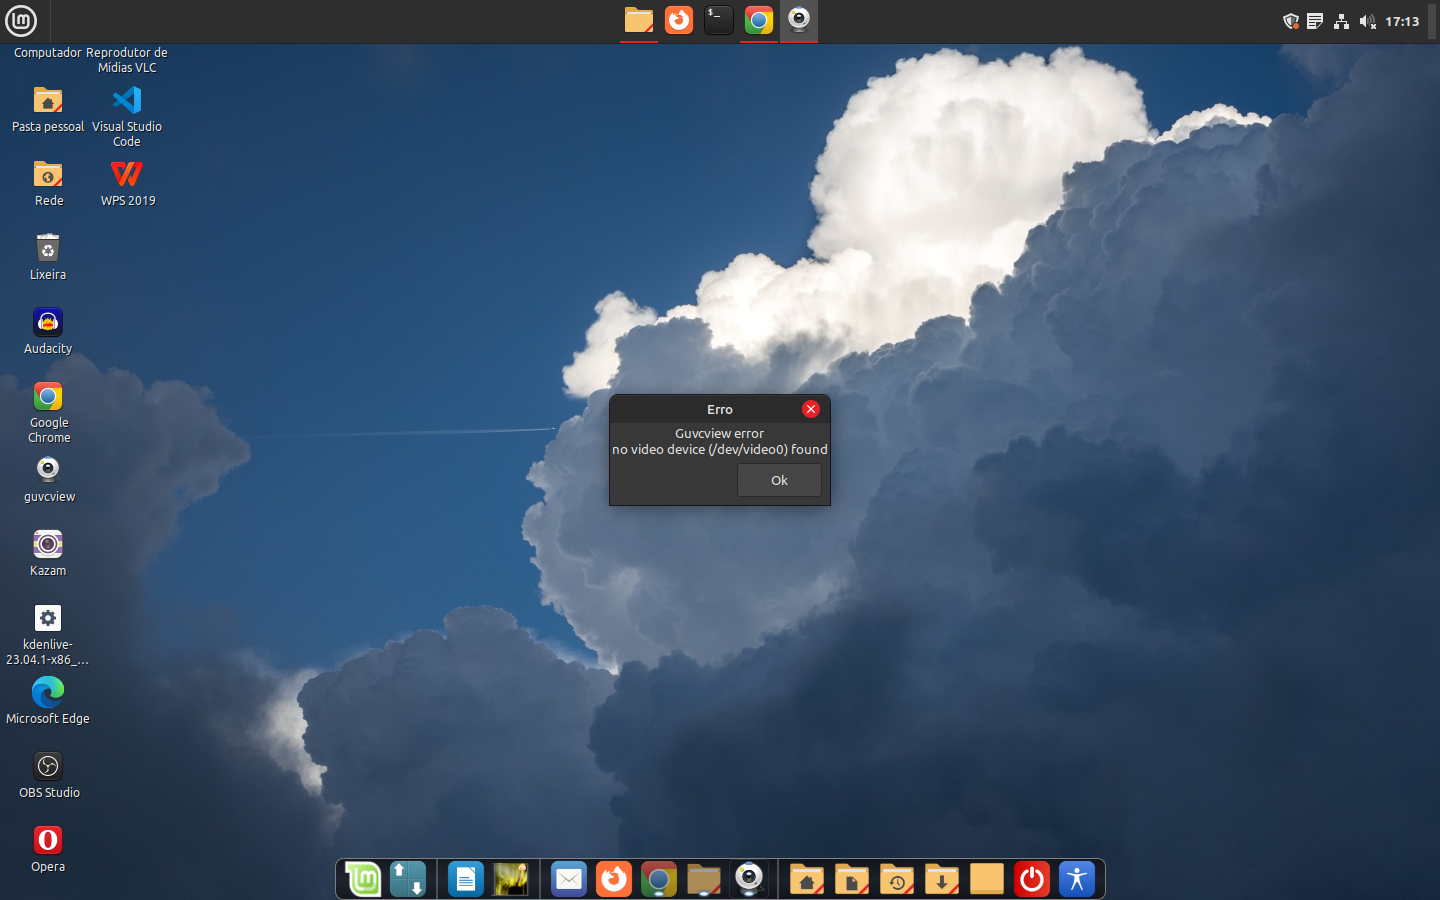 17:13
Computador
Reprodutor de
Mídias VLC
Pasta pessoal
Visual Studio
Code
Rede
WPS 2019
Lixeira
Audacity
Google
Chrome
guvcview
Kazam
kdenlive-
23.04.1-x86_...
Microsoft Edge
OBS Studio
Opera
Erro
Guvcview error
no video device (/dev/video0) found
Ok